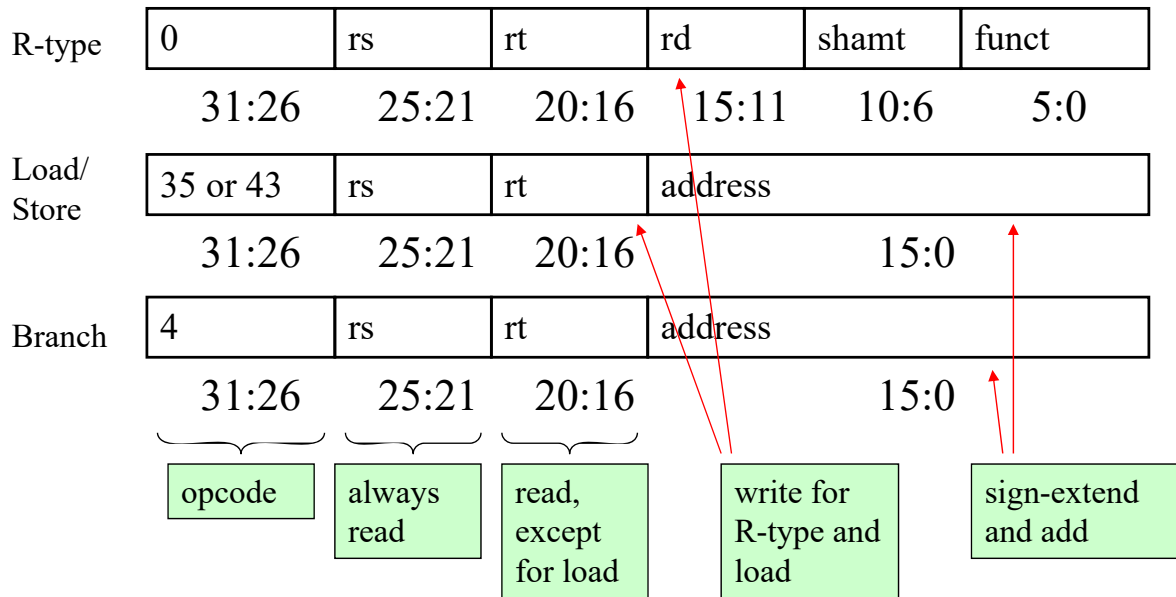 R-type 0 rs rt rd shamt funct
31:26 25:21 20:16 15:11 10:6 5:0
Load/
Store
35 or 43 rs rt address
31:26 25:21 20:16 15:0
Branch 4 rs rt address
31:26 25:21 20:16 15:0
opcode
always
read
read,
except
for load
write for
R-type and
load
sign-extend
and add